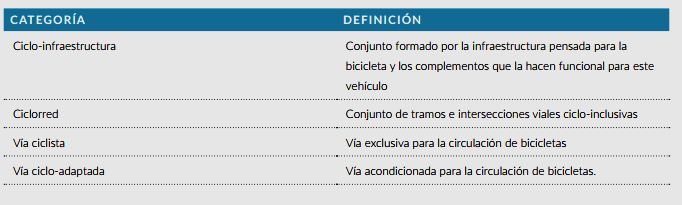 CATEGORÍA DEFINICIÓN
Ciclo-infraestructura Conjunto formado por la infraestructura pensada para la
bicicleta y los complementos que la hacen funcional para este
vehículo
Ciclorred Conjunto de tramos e intersecciones viales ciclo-inclusivas
Vía ciclista Vía exclusiva para la circulación de bicicletas
Vía ciclo-adaptada Vía acondicionada para la circulación de bicicletas.